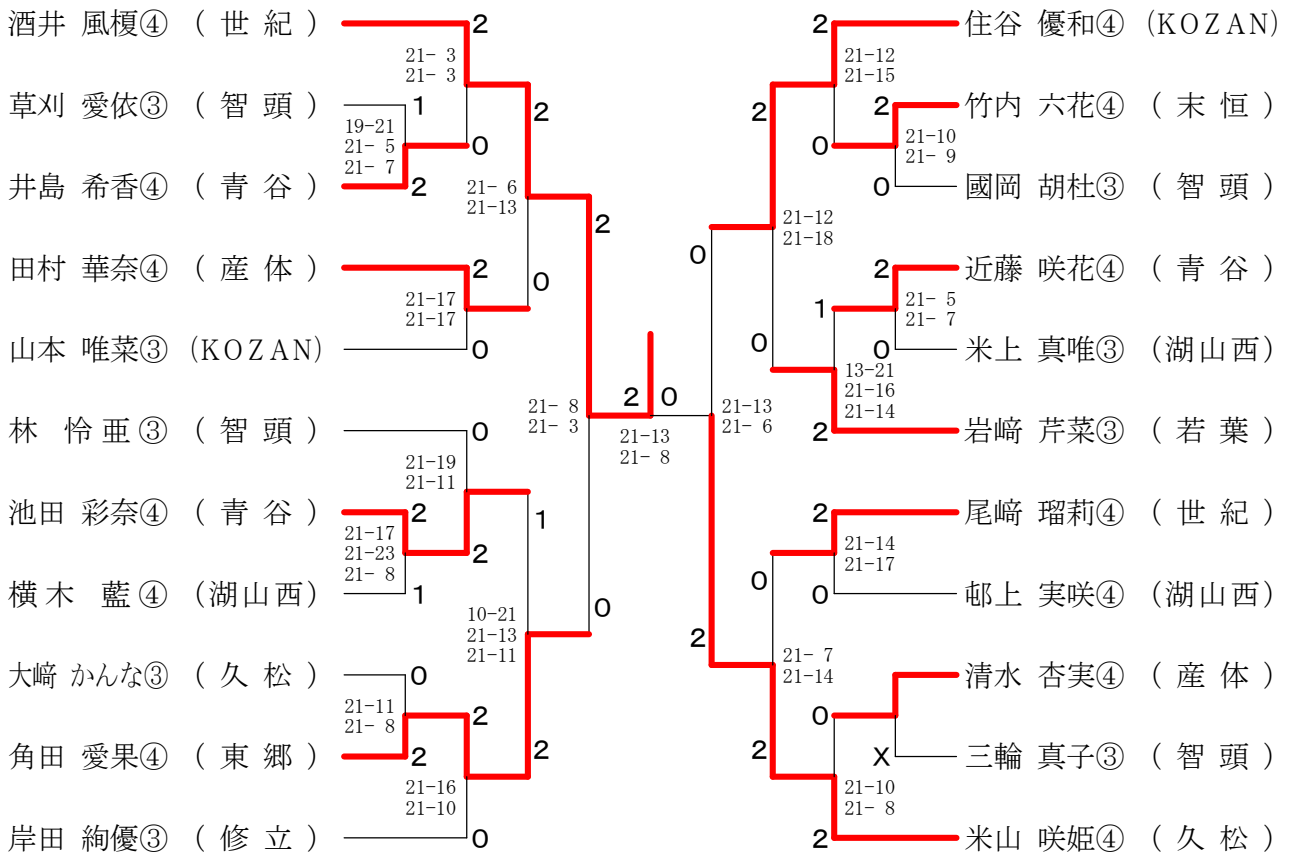 酒井 風榎④ ( 世 紀 ) 2 2 住谷 優和④ (KOZAN)
21- 3 21-12
21- 3 21-15
草刈 愛依③ ( 智 頭 ) 1 2 2 2 竹内 六花④ ( 末 恒 )
19-21 21-10
21- 5 0 0 21- 9
21- 7
井島 希香④ ( 青 谷 ) 2 0 國岡 胡杜③ ( 智 頭 )
21- 6 21-12
21-13 2 0 21-18
田村 華奈④ ( 産 体 ) 2 0 2 近藤 咲花④ ( 青 谷 )
21-17 1 21- 5
21-17 21- 7
山本 唯菜③ (KOZAN) 0 0 0 米上 真唯③ (湖山西)
13-21
21-16
21-14
21- 8 2 0 21-13
21- 3 21- 6
林 怜亜③ ( 智 頭 ) 0 21-13 2 岩﨑 芹菜③ ( 若 葉 )
21- 8
21-19
21-11
池田 彩奈④ ( 青 谷 ) 2 1 2 尾﨑 瑠莉④ ( 世 紀 )
21-17 21-14
21-23 2 21-17
21- 8
横木 藍④ (湖山西) 1 0 0 0 邸上 実咲④ (湖山西)
10-21
21-13 2 21- 7
21-11 21-14
大﨑 かんな③ ( 久 松 ) 0 清水 杏実④ ( 産 体 )
21-11 2 0
21- 8
角田 愛果④ ( 東 郷 ) 2 2 2 X 三輪 真子③ ( 智 頭 )
21-16 21-10
21-10 21- 8
岸田 絢優③ ( 修 立 ) 0 2 米山 咲姫④ ( 久 松 )